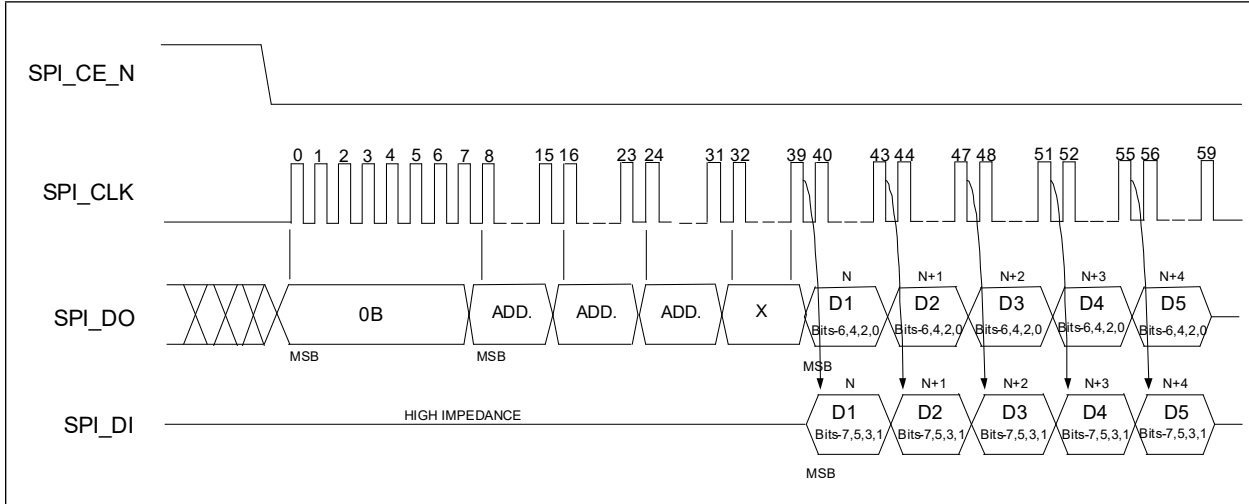 SPI_CE_N
0 1 2 3 4 5 6 7 8 15 16 23 24 31 32 39 40 43 44 47 48 51 52 55 56 59
SPI_CLK
N N+1 N+2 N+3 N+4
SPI_DO 0B ADD. ADD. ADD. X D1 D2 D3 D4 D5
Bits-6,4,2,0 Bits-6,4,2,0 Bits-6,4,2,0 Bits-6,4,2,0 Bits-6,4,2,0
MSB MSB MSB
N N+1 N+2 N+3 N+4
SPI_DI HIGH IMPEDANCE D1 D2 D3 D4 D5
Bits-7,5,3,1 Bits-7,5,3,1 Bits-7,5,3,1 Bits-7,5,3,1 Bits-7,5,3,1
MSB